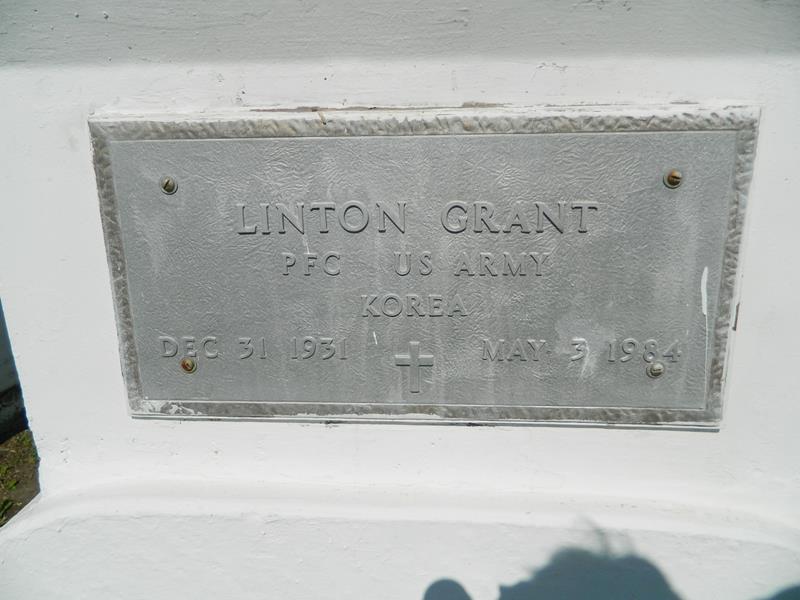 LINTON GRANT
PFC US ARMY
KOREA
DEC 31 1931 MAY 3 1984